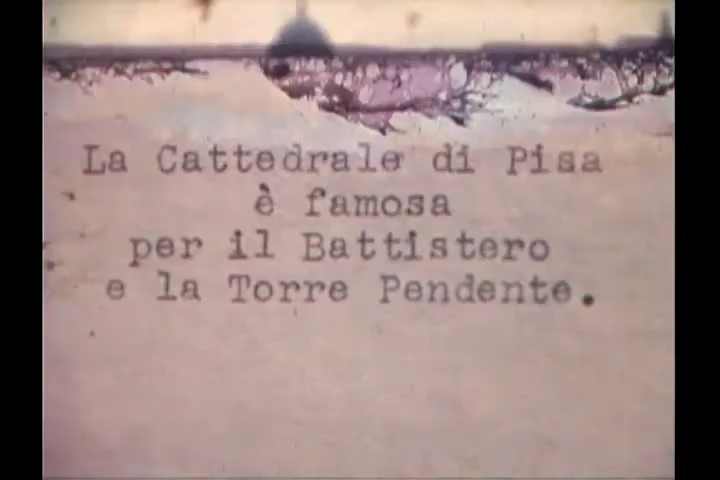 La Cattedrale di Pisa
è famosa
per il Battistero
e la Torre Pendente.